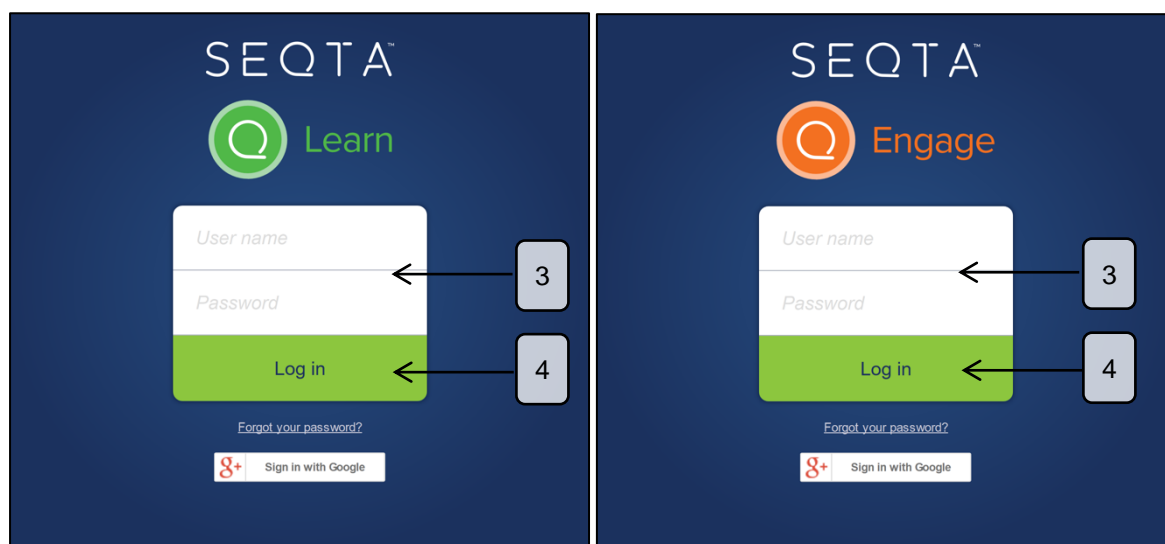 SEQTA™
Learn
User name
3
Password
Log in
4
Forgot your password?
g+ Sign in with Google
SEQTA™
Engage
User name
3
Password
Log in
4
Forgot your password?
g+ Sign in with Google